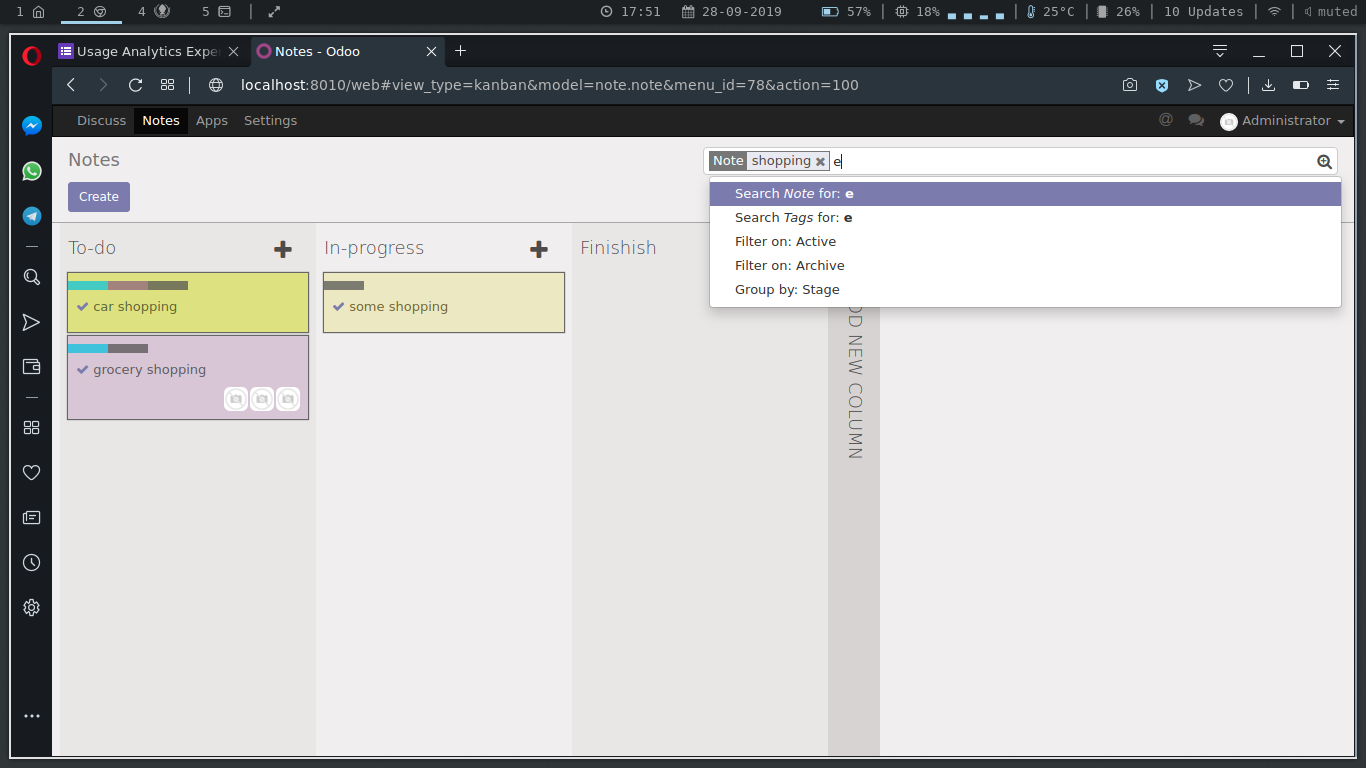 1 2 4 5 17:51 28-09-2019 57% 18% 25°C 26% 10 Updates muted
Usage Analytics Expe Notes - Odoo
localhost:8010/web#view_type=kanban&model=note.note&menu_id=78&action=100
Discuss Notes Apps Settings @ Administrator
Notes
Note shopping e
Create
Search Note for: e
Search Tags for: e
Filter on: Active
Filter on: Archive
Group by: Stage
To-do In-progress Finishish
car shopping
some shopping
grocery shopping
NEW COLUMN